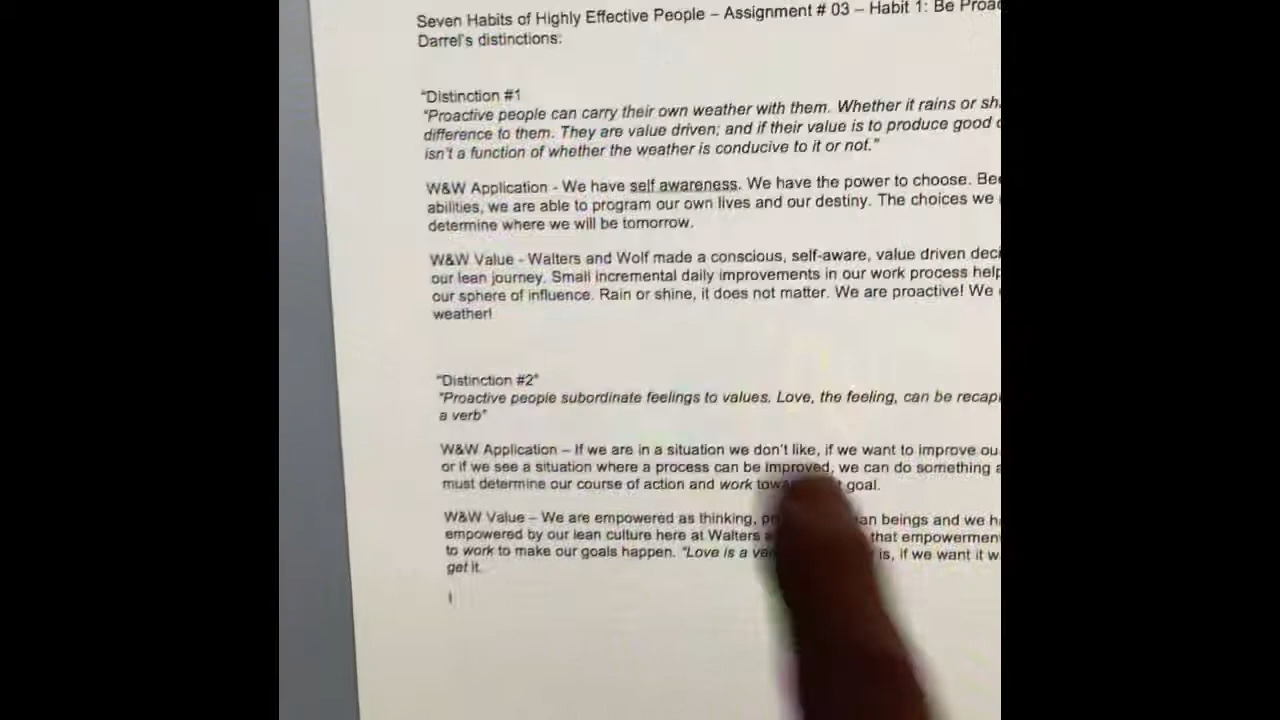 Seven Habits of Highly Effective People – Assignment # 03 – Habit 1: Be
Darrel's distinctions:
"Distinction #1
"Proactive people can carry their own weather with them. Whether it rains or
difference to them. They are value driven; and if their value is to produce good
isn't a function of whether the weather is conducive to it or not."
W&W Application - We have self awareness. We have the power to choose.
abilities, we are able to program our own lives and our destiny. The choices we
determine where we will be tomorrow.
W&W Value - Walters and Wolf made a conscious, self-aware, value driven
our lean journey. Small incremental daily improvements in our work process
our sphere of influence. Rain or shine, it does not matter. We are proactive! We
weather!
"Distinction #2"
"Proactive people subordinate feelings to values. Love, the feeling, can be
a verb"
W&W Application – If we are in a situation we don't like, if we want to improve
or if we see a situation where a process can be improved, we can do something
must determine our course of action and work goal.
W&W Value – We are empowered as thinking, beings and we
empowered by our lean culture here at Walters that
to work to make our goals happen. "Love is a is, if we want it
get it.